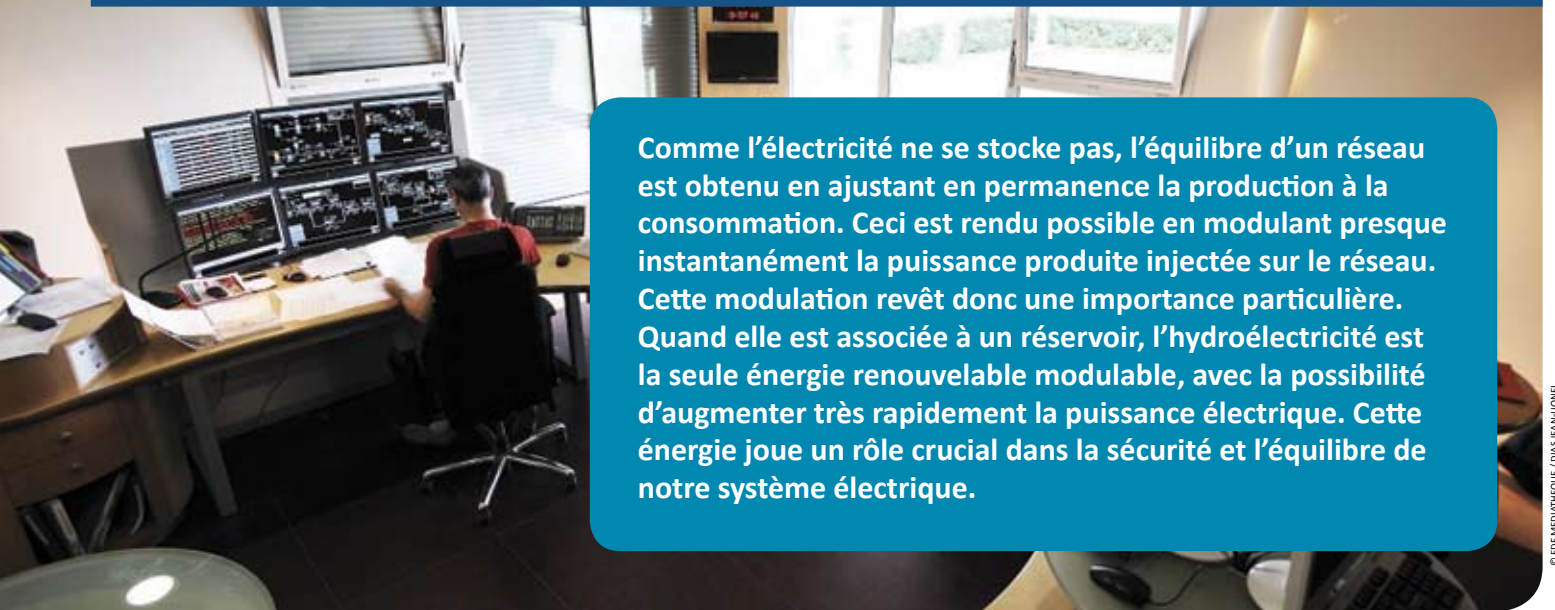 Comme l’électricité ne se stocke pas, l’équilibre d’un réseau
est obtenu en ajustant en permanence la production à la
consommation. Ceci est rendu possible en modulant presque
instantanément la puissance produite injectée sur le réseau.
Cette modulation revêt donc une importance particulière.
Quand elle est associée à un réservoir, l’hydroélectricité est
la seule énergie renouvelable modulable, avec la possibilité
d’augmenter très rapidement la puissance électrique. Cette
énergie joue un rôle crucial dans la sécurité et l’équilibre de
notre système électrique.
© EDF MEDIATHEQUE / DIAS JEAN-LIONEL